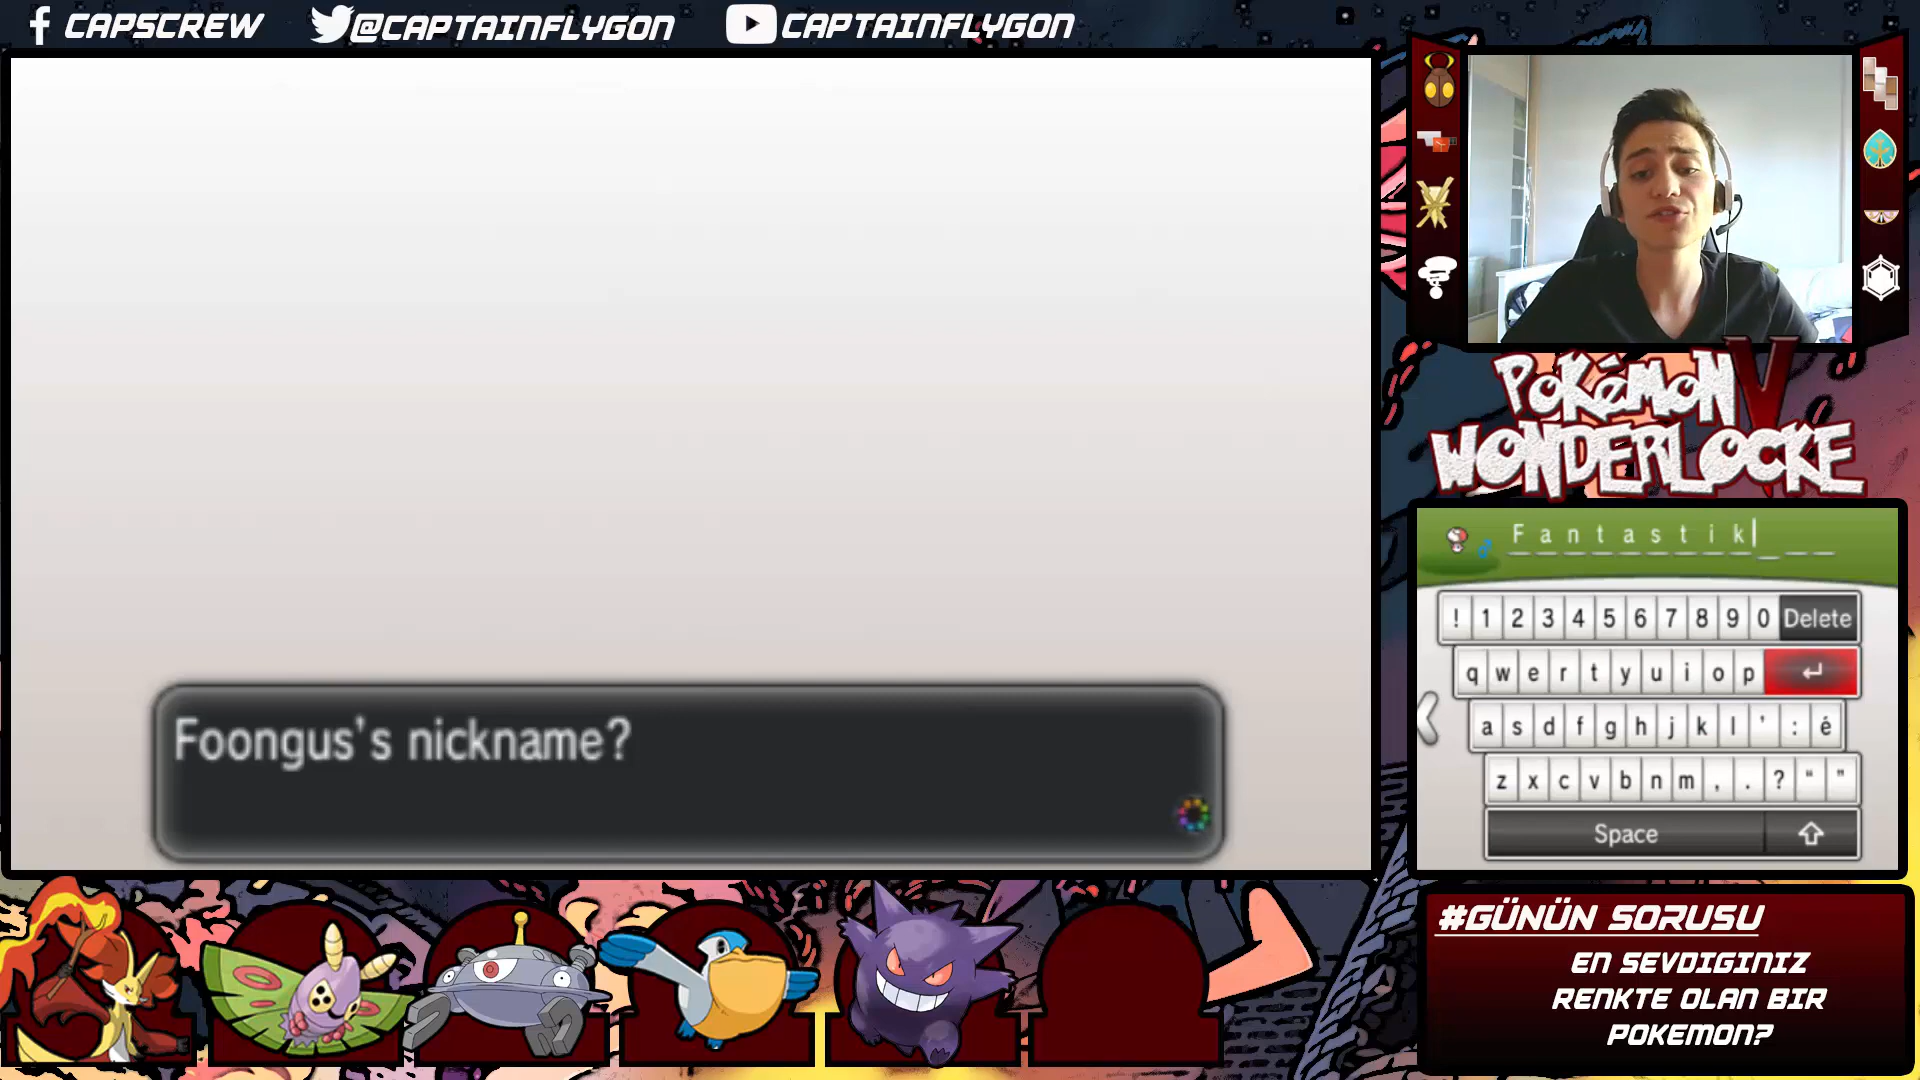 CAPSCREW @CAPTAINFLYGON CAPTAINFLYGON
POKéMON V
WONDERLOCKE
Fantastik
! 1 2 3 4 5 6 7 8 9 0 Delete
q w e r t y u i o p
a s d f g h j k l ' : é
z x c v b n m , . ? “ ”
Space
Foongus's nickname?
#GÜNÜN SORUSU
EN SEVDIGINIZ
RENKTE OLAN BIR
POKEMON?